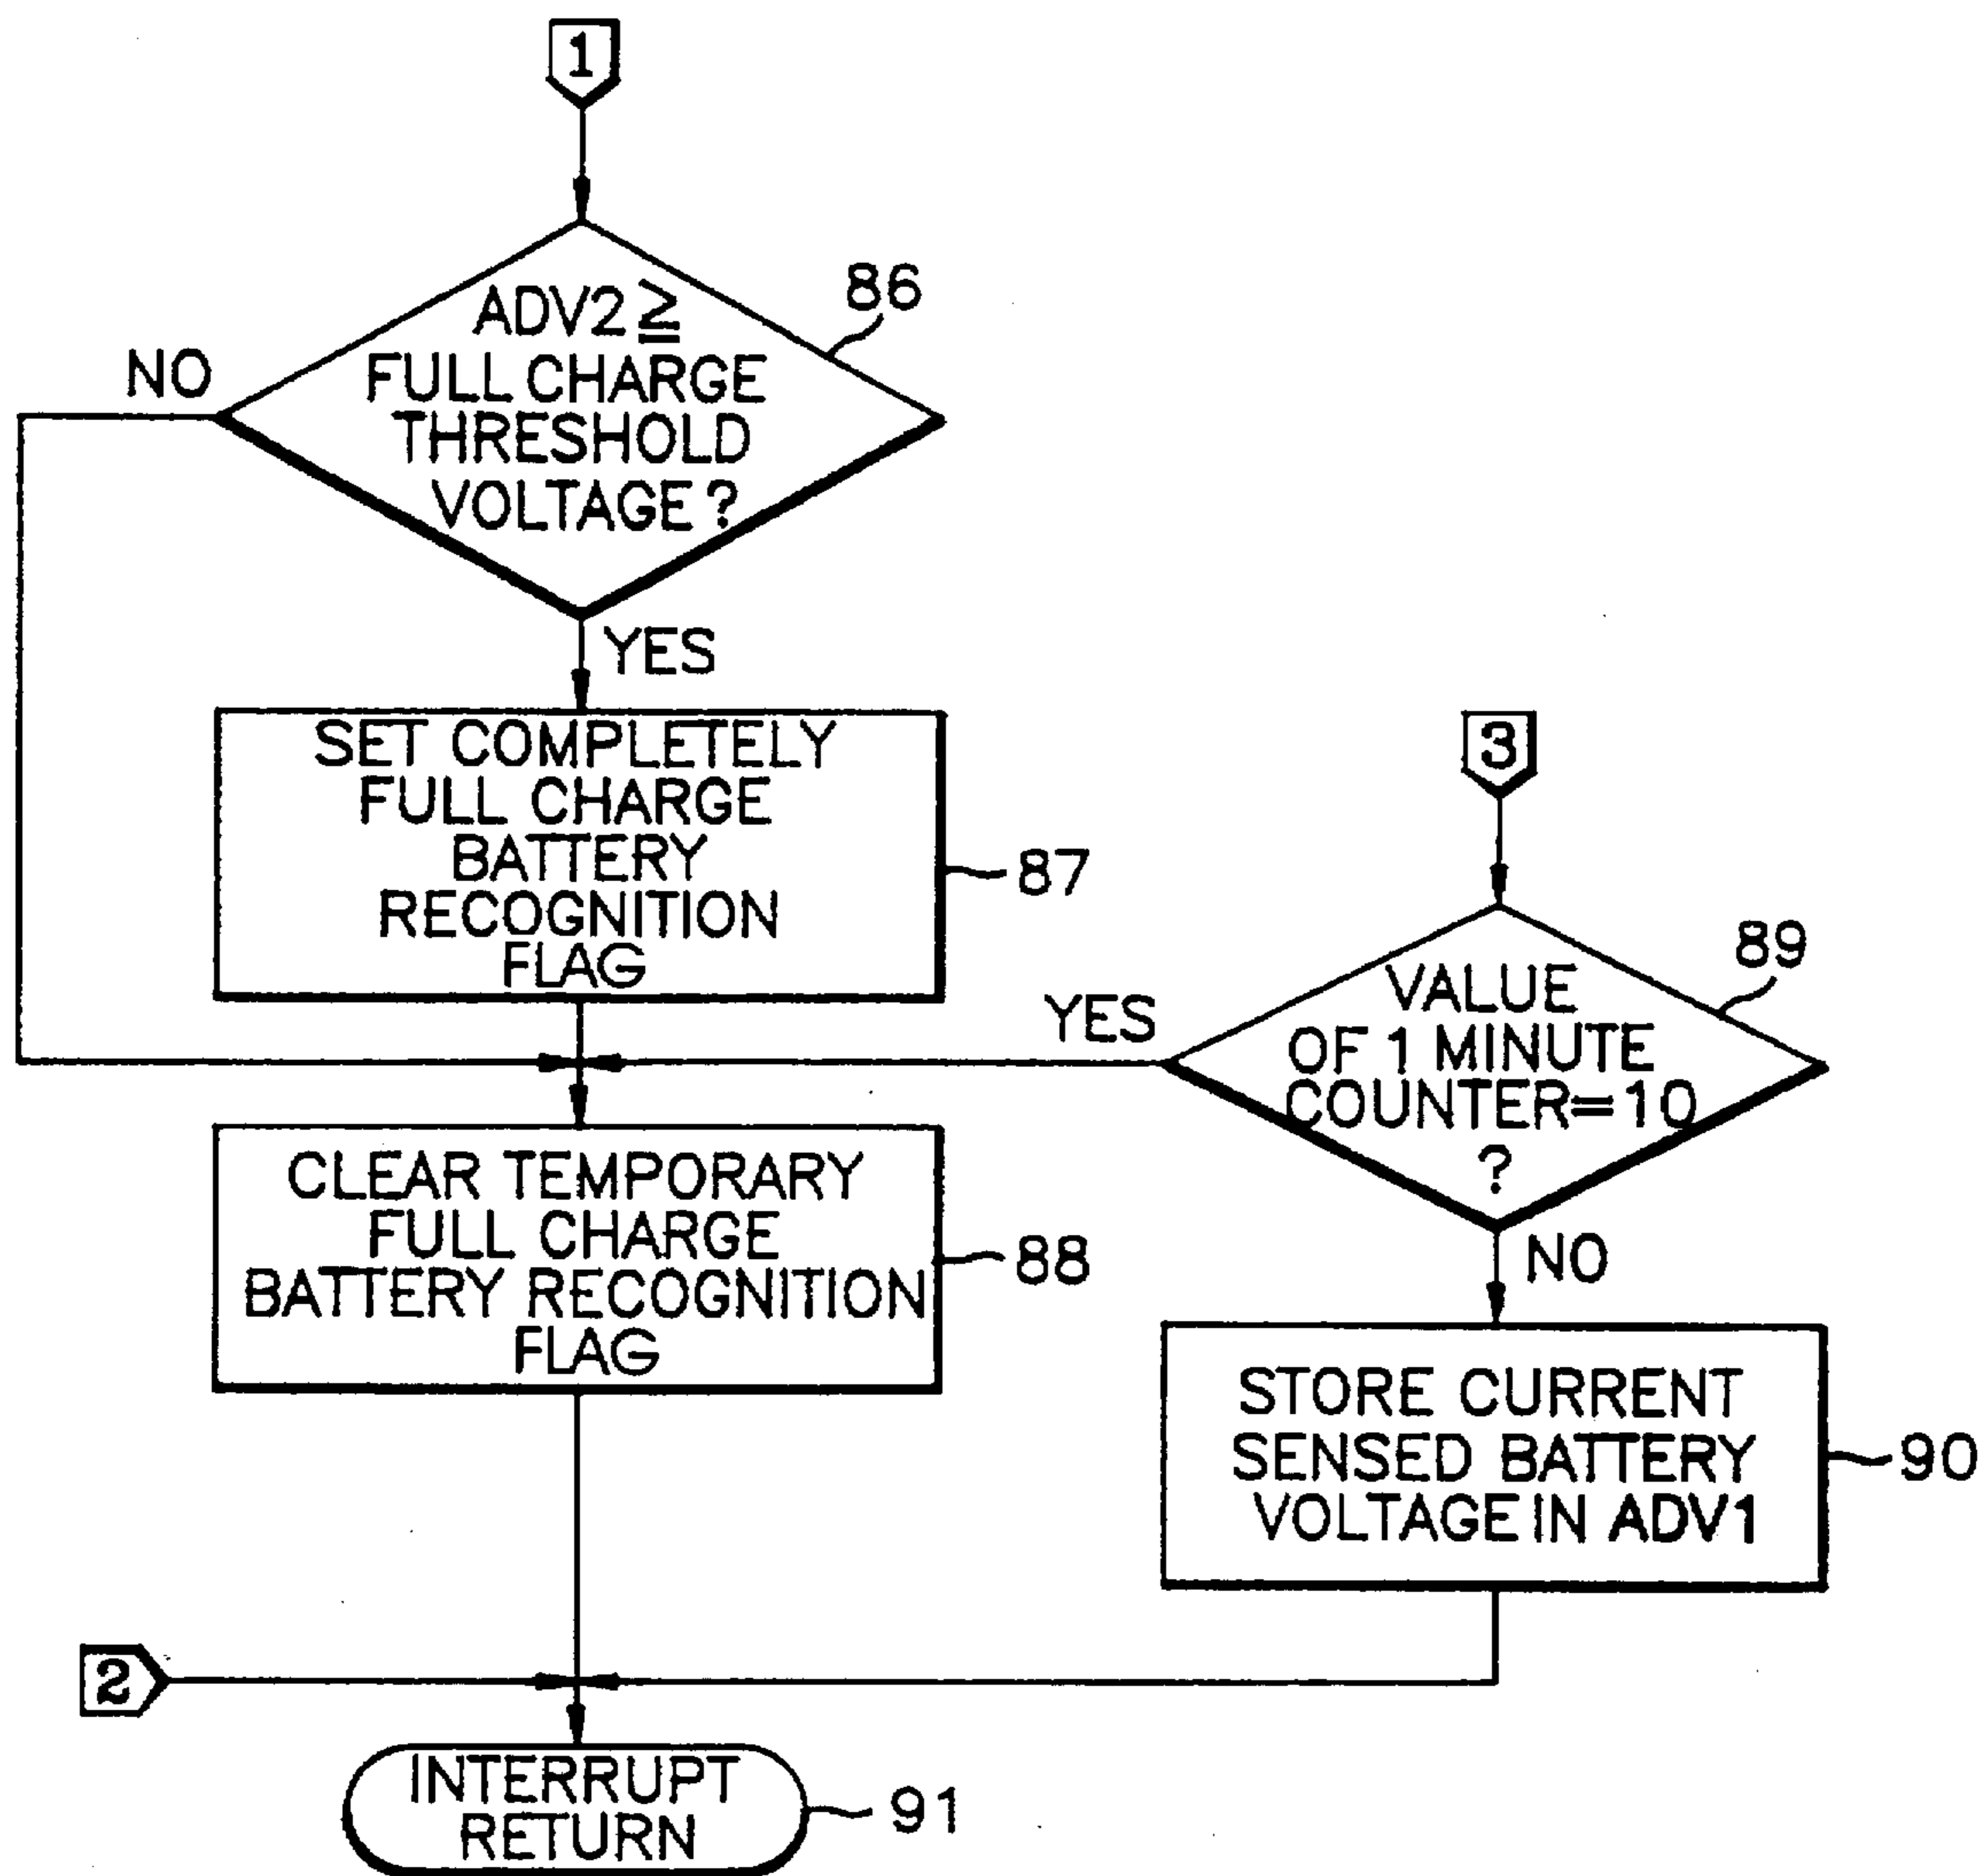 1
ADV2≧
FULL CHARGE
THRESHOLD
VOLTAGE?
86
NO
YES
SET COMPLETELY
FULL CHARGE
BATTERY
RECOGNITION
FLAG
87
3
VALUE
OF 1 MINUTE
COUNTER=10
?
89
YES
NO
CLEAR TEMPORARY
FULL CHARGE
BATTERY RECOGNITION
FLAG
88
STORE CURRENT
SENSED BATTERY
VOLTAGE IN ADV1
90
2
INTERRUPT
RETURN
91